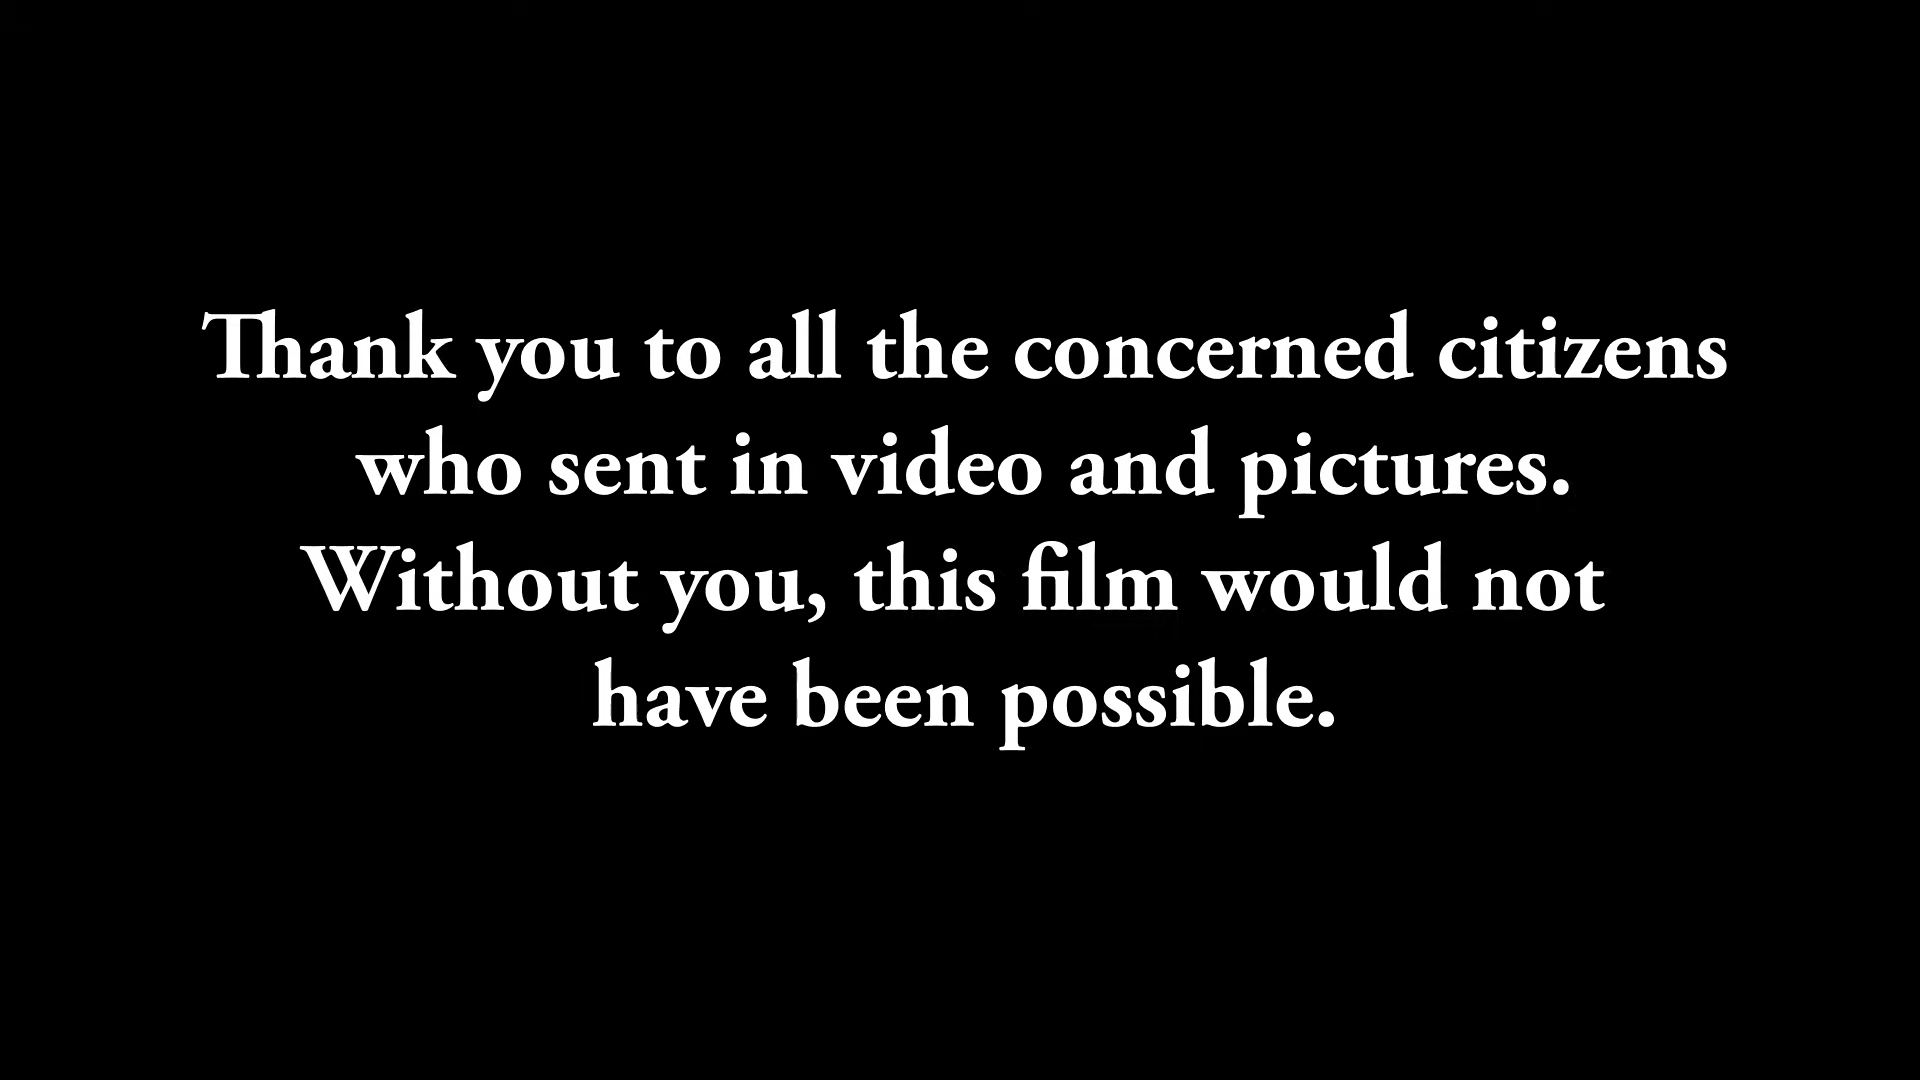 Thank you to all the concerned citizens
who sent in video and pictures.
Without you, this film would not
have been possible.